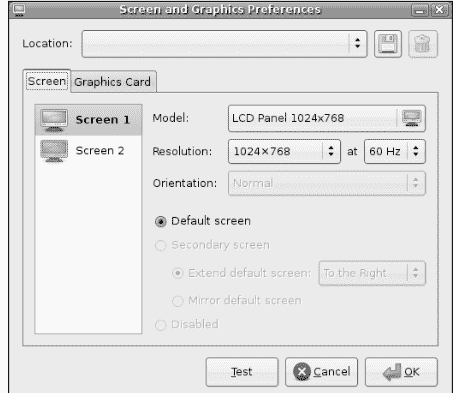 Screen and Graphics Preferences
Location:
Screen Graphics Card
Screen 1
Screen 2
Model: LCD Panel 1024x768
Resolution: 1024×768 at 60 Hz
Orientation: Normal
Default screen
Secondary screen
Extend default screen: To the Right
Mirror default screen
Disabled
Test Cancel OK